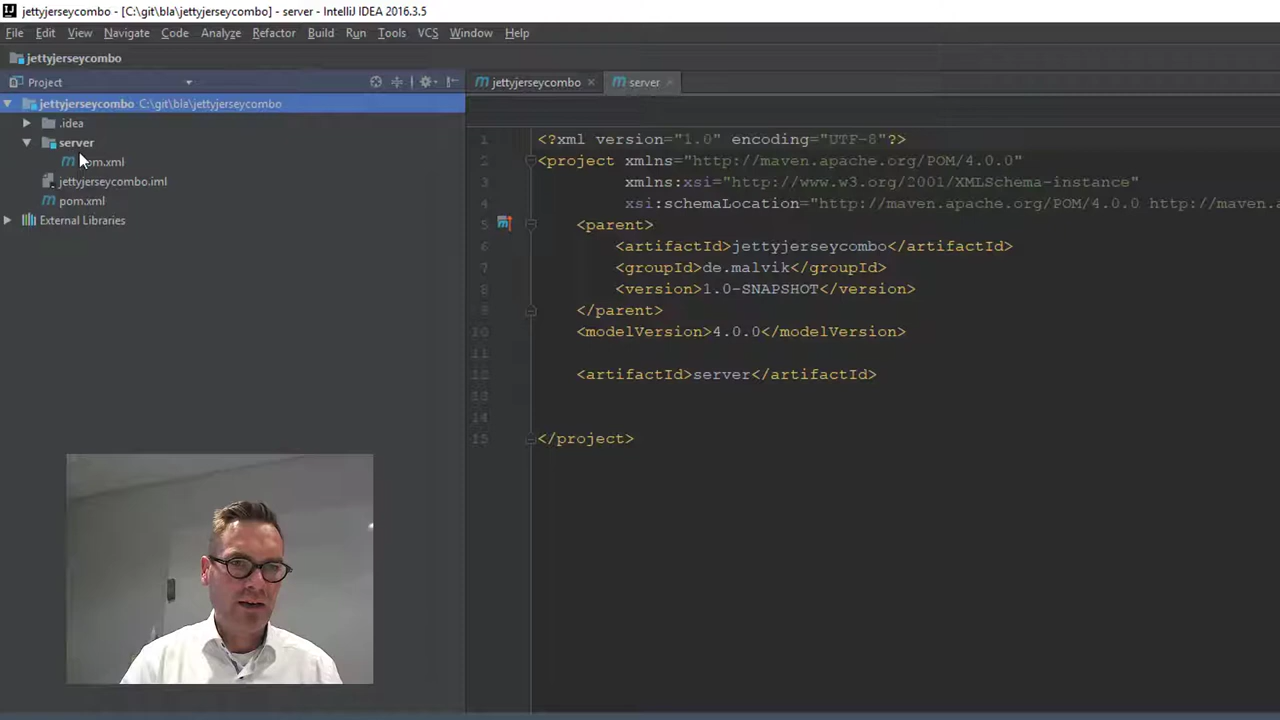 jettyjerseycombo - [C:\git\bla\jettyjerseycombo] - server - IntelliJ IDEA 2016.3.5
File Edit View Navigate Code Analyze Refactor Build Run Tools VCS Window Help
jettyjerseycombo
Project
jettyjerseycombo C:\git\bla\jettyjerseycombo
.idea
server
pom.xml
jettyjerseycombo.iml
pom.xml
External Libraries
jettyjerseycombo server
1 <?xml version="1.0" encoding="UTF-8"?>
2 <project xmlns="http://maven.apache.org/POM/4.0.0"
3 xmlns:xsi="http://www.w3.org/2001/XMLSchema-instance"
4 xsi:schemaLocation="http://maven.apache.org/POM/4.0.0 http://maven.a
5 <parent>
6 <artifactId>jettyjerseycombo</artifactId>
7 <groupId>de.malvik</groupId>
8 <version>1.0-SNAPSHOT</version>
9 </parent>
10 <modelVersion>4.0.0</modelVersion>
11
12 <artifactId>server</artifactId>
13
14
15 </project>